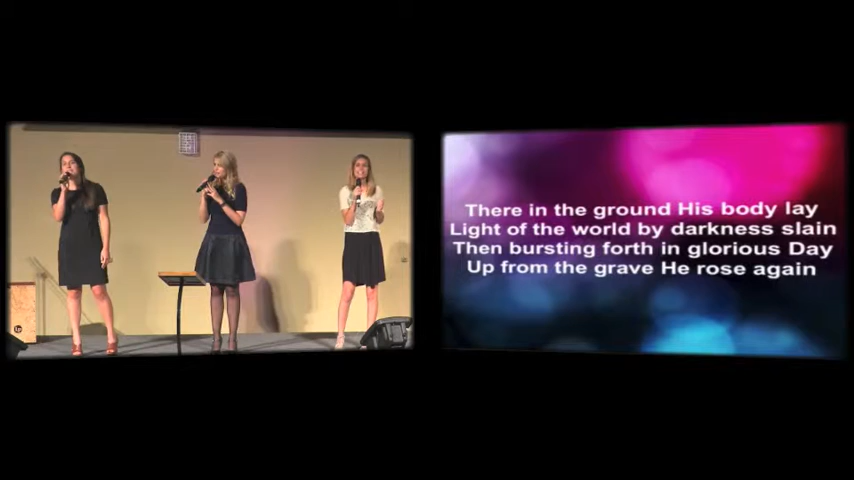 There in the ground His body lay
Light of the world by darkness slain
Then bursting forth in glorious Day
Up from the grave He rose again